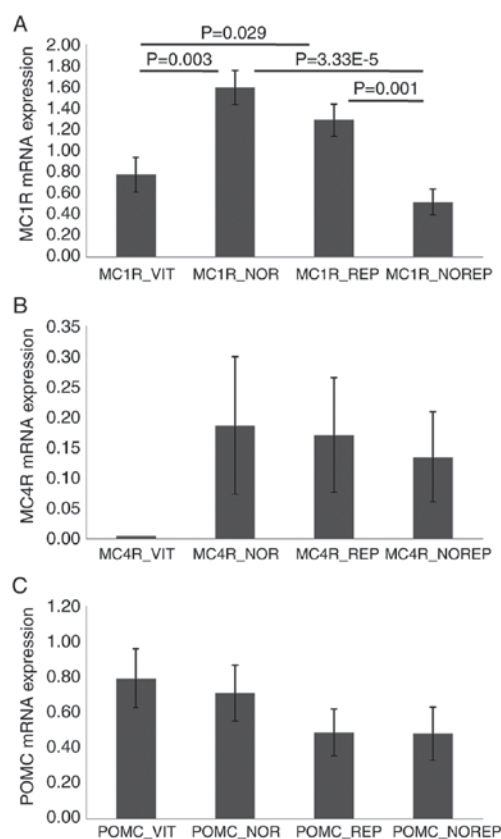 A
MC1R mRNA expression
2.00
1.80
1.60
1.40
1.20
1.00
0.80
0.60
0.40
0.20
0.00
P=0.029
P=0.003 P=3.33E-5
P=0.001
MC1R_VIT MC1R_NOR MC1R_REP MC1R_NOREP
B
MC4R mRNA expression
0.35
0.30
0.25
0.20
0.15
0.10
0.05
0.00
MC4R_VIT MC4R_NOR MC4R_REP MC4R_NOREP
C
POMC mRNA expression
1.20
1.00
0.80
0.60
0.40
0.20
0.00
POMC_VIT POMC_NOR POMC_REP POMC_NOREP